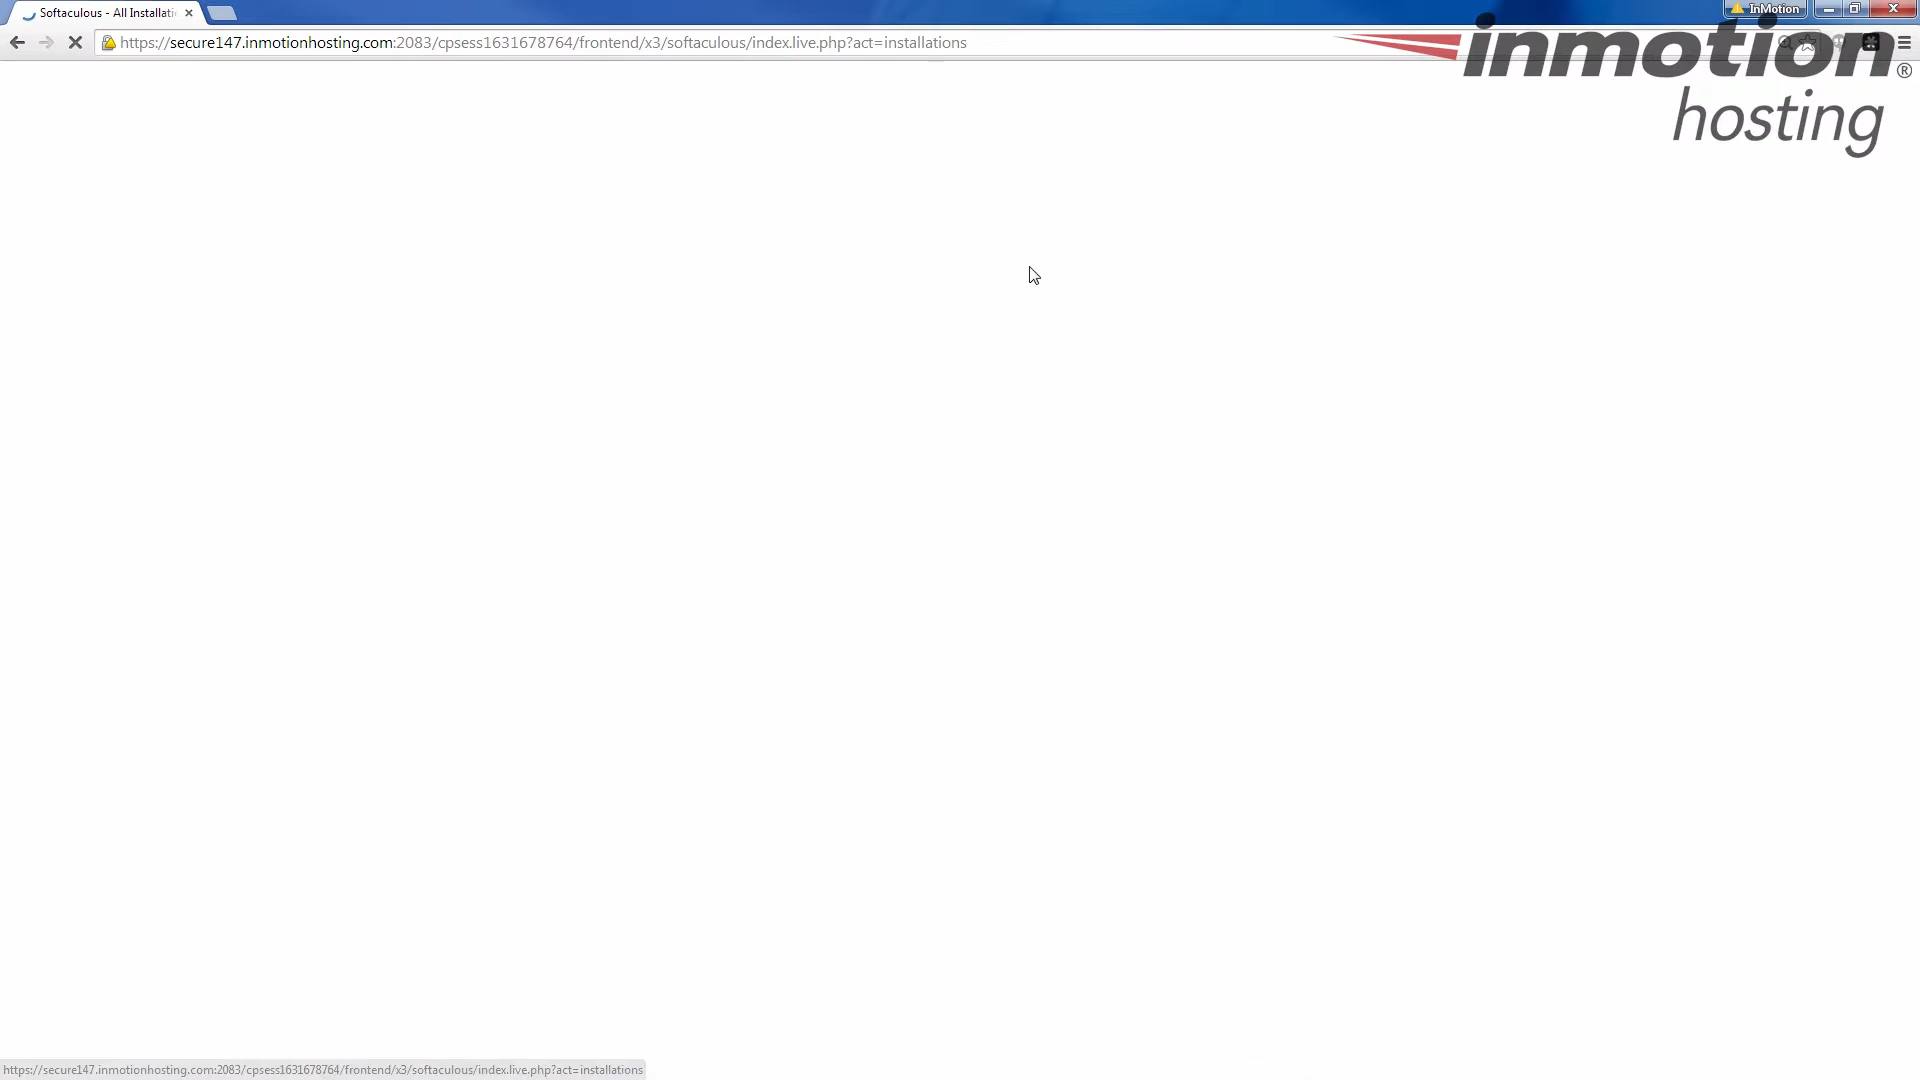 Softaculous - All Installati
InMotion
https://secure147.inmotionhosting.com:2083/cpsess1631678764/frontend/x3/softaculous/index.live.php?act=installations
inmotion®
hosting
https://secure147.inmotionhosting.com:2083/cpsess1631678764/frontend/x3/softaculous/index.live.php?act=installations